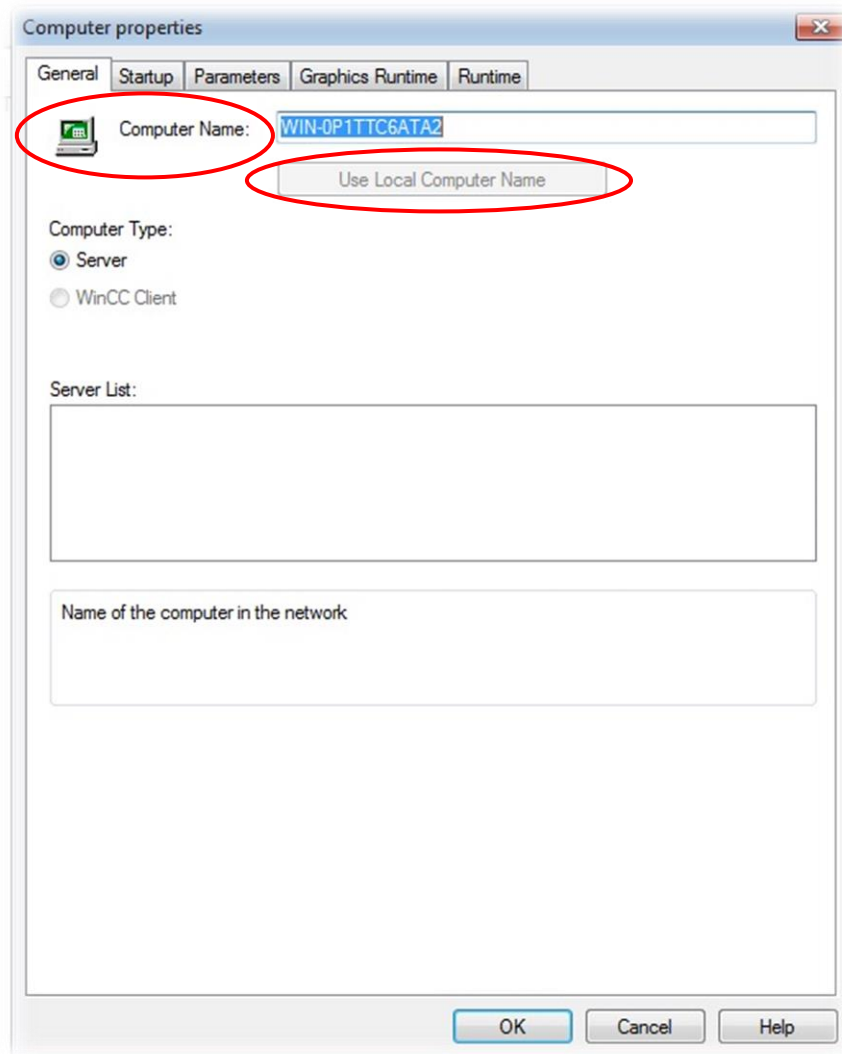 Computer properties
General Startup Parameters Graphics Runtime Runtime
Computer Name: WIN-0P1TTC6ATA2
Use Local Computer Name
Computer Type:
Server
WinCC Client
Server List:
Name of the computer in the network
OK Cancel Help